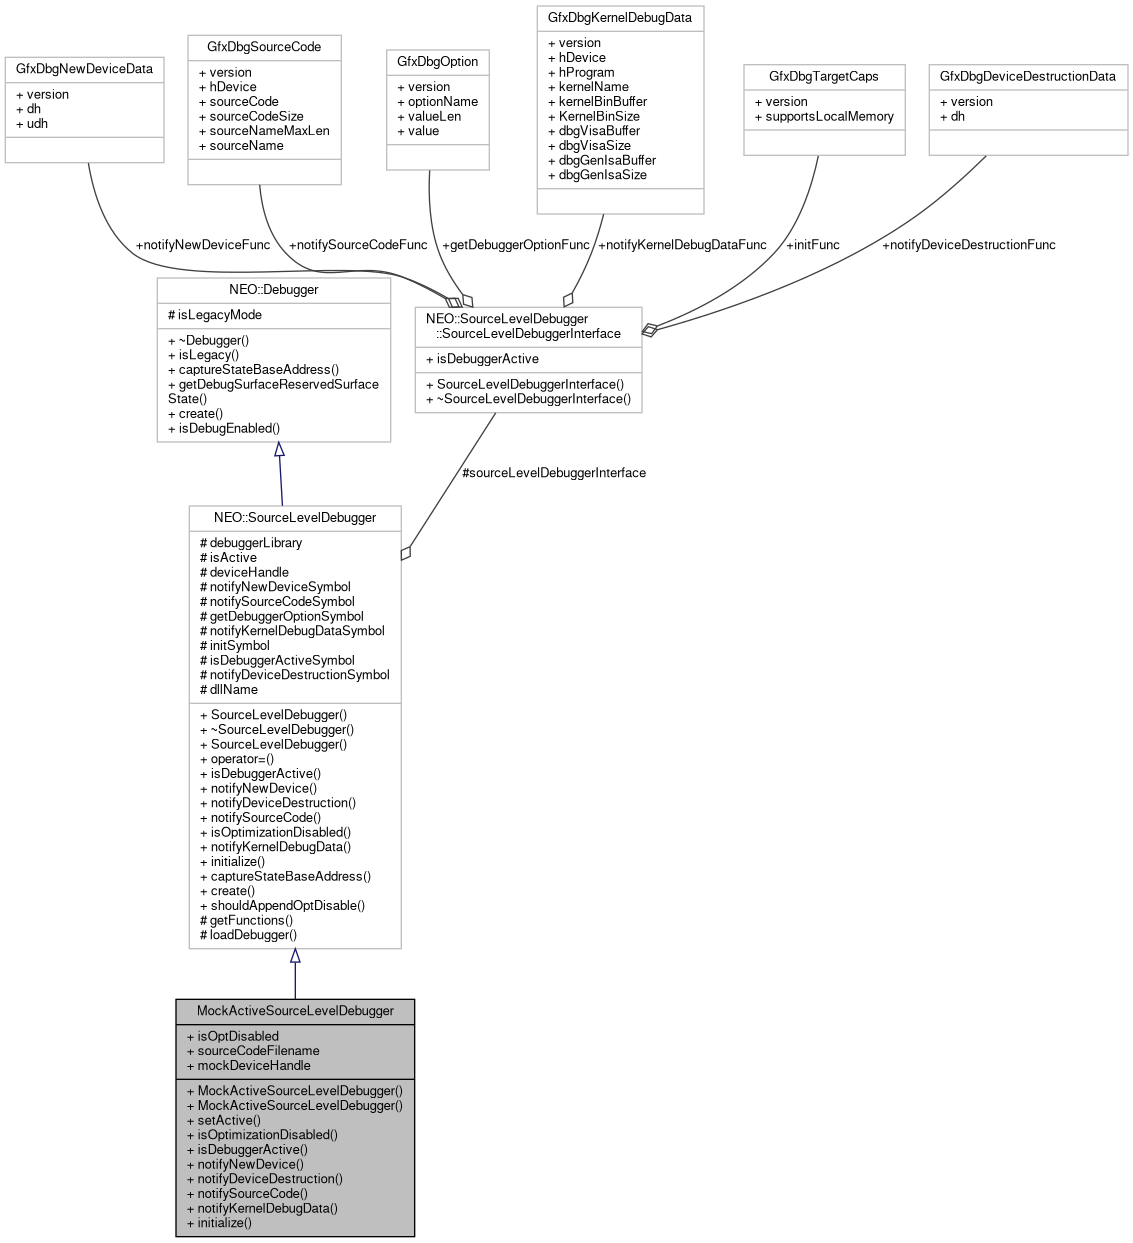 GfxDbgNewDeviceData
+ version
+ dh
+ udh
GfxDbgSourceCode
+ version
+ hDevice
+ sourceCode
+ sourceCodeSize
+ sourceNameMaxLen
+ sourceName
GfxDbgOption
+ version
+ optionName
+ valueLen
+ value
GfxDbgKernelDebugData
+ version
+ hDevice
+ hProgram
+ kernelName
+ kernelBinBuffer
+ KernelBinSize
+ dbgVisaBuffer
+ dbgVisaSize
+ dbgGenIsaBuffer
+ dbgGenIsaSize
GfxDbgTargetCaps
+ version
+ supportsLocalMemory
GfxDbgDeviceDestructionData
+ version
+ dh
+notifyNewDeviceFunc
+notifySourceCodeFunc
+getDebuggerOptionFunc
+notifyKernelDebugDataFunc
+initFunc
+notifyDeviceDestructionFunc
NEO::Debugger
# isLegacyMode
+ ~Debugger()
+ isLegacy()
+ captureStateBaseAddress()
+ getDebugSurfaceReservedSurface
State()
+ create()
+ isDebugEnabled()
NEO::SourceLevelDebugger
::SourceLevelDebuggerInterface
+ isDebuggerActive
+ SourceLevelDebuggerInterface()
+ ~SourceLevelDebuggerInterface()
#sourceLevelDebuggerInterface
NEO::SourceLevelDebugger
# debuggerLibrary
# isActive
# deviceHandle
# notifyNewDeviceSymbol
# notifySourceCodeSymbol
# getDebuggerOptionSymbol
# notifyKernelDebugDataSymbol
# initSymbol
# isDebuggerActiveSymbol
# notifyDeviceDestructionSymbol
# dllName
+ SourceLevelDebugger()
+ ~SourceLevelDebugger()
+ SourceLevelDebugger()
+ operator=()
+ isDebuggerActive()
+ notifyNewDevice()
+ notifyDeviceDestruction()
+ notifySourceCode()
+ isOptimizationDisabled()
+ notifyKernelDebugData()
+ initialize()
+ captureStateBaseAddress()
+ create()
+ shouldAppendOptDisable()
# getFunctions()
# loadDebugger()
MockActiveSourceLevelDebugger
+ isOptDisabled
+ sourceCodeFilename
+ mockDeviceHandle
+ MockActiveSourceLevelDebugger()
+ MockActiveSourceLevelDebugger()
+ setActive()
+ isOptimizationDisabled()
+ isDebuggerActive()
+ notifyNewDevice()
+ notifyDeviceDestruction()
+ notifySourceCode()
+ notifyKernelDebugData()
+ initialize()